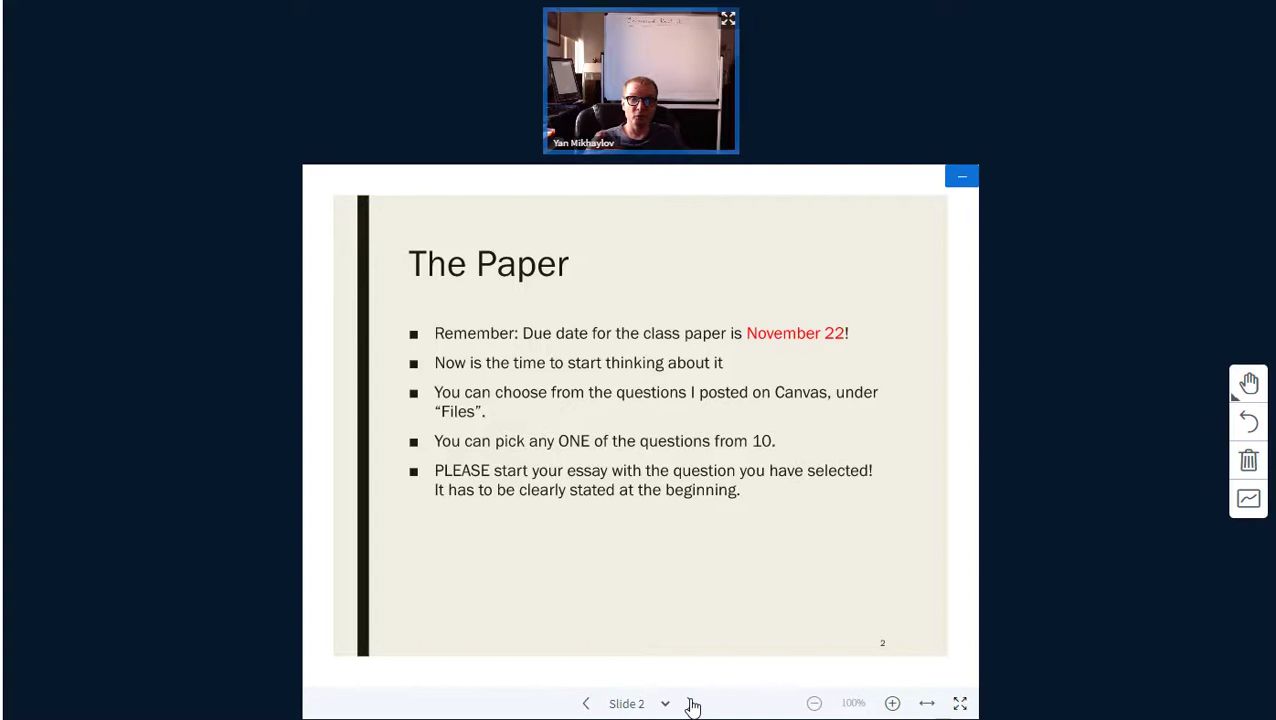 Yan Mikhaylov
The Paper
■ Remember: Due date for the class paper is November 22!
■ Now is the time to start thinking about it
■ You can choose from the questions I posted on Canvas, under
“Files”.
■ You can pick any ONE of the questions from 10.
■ PLEASE start your essay with the question you have selected!
It has to be clearly stated at the beginning.
2
Slide 2
100%